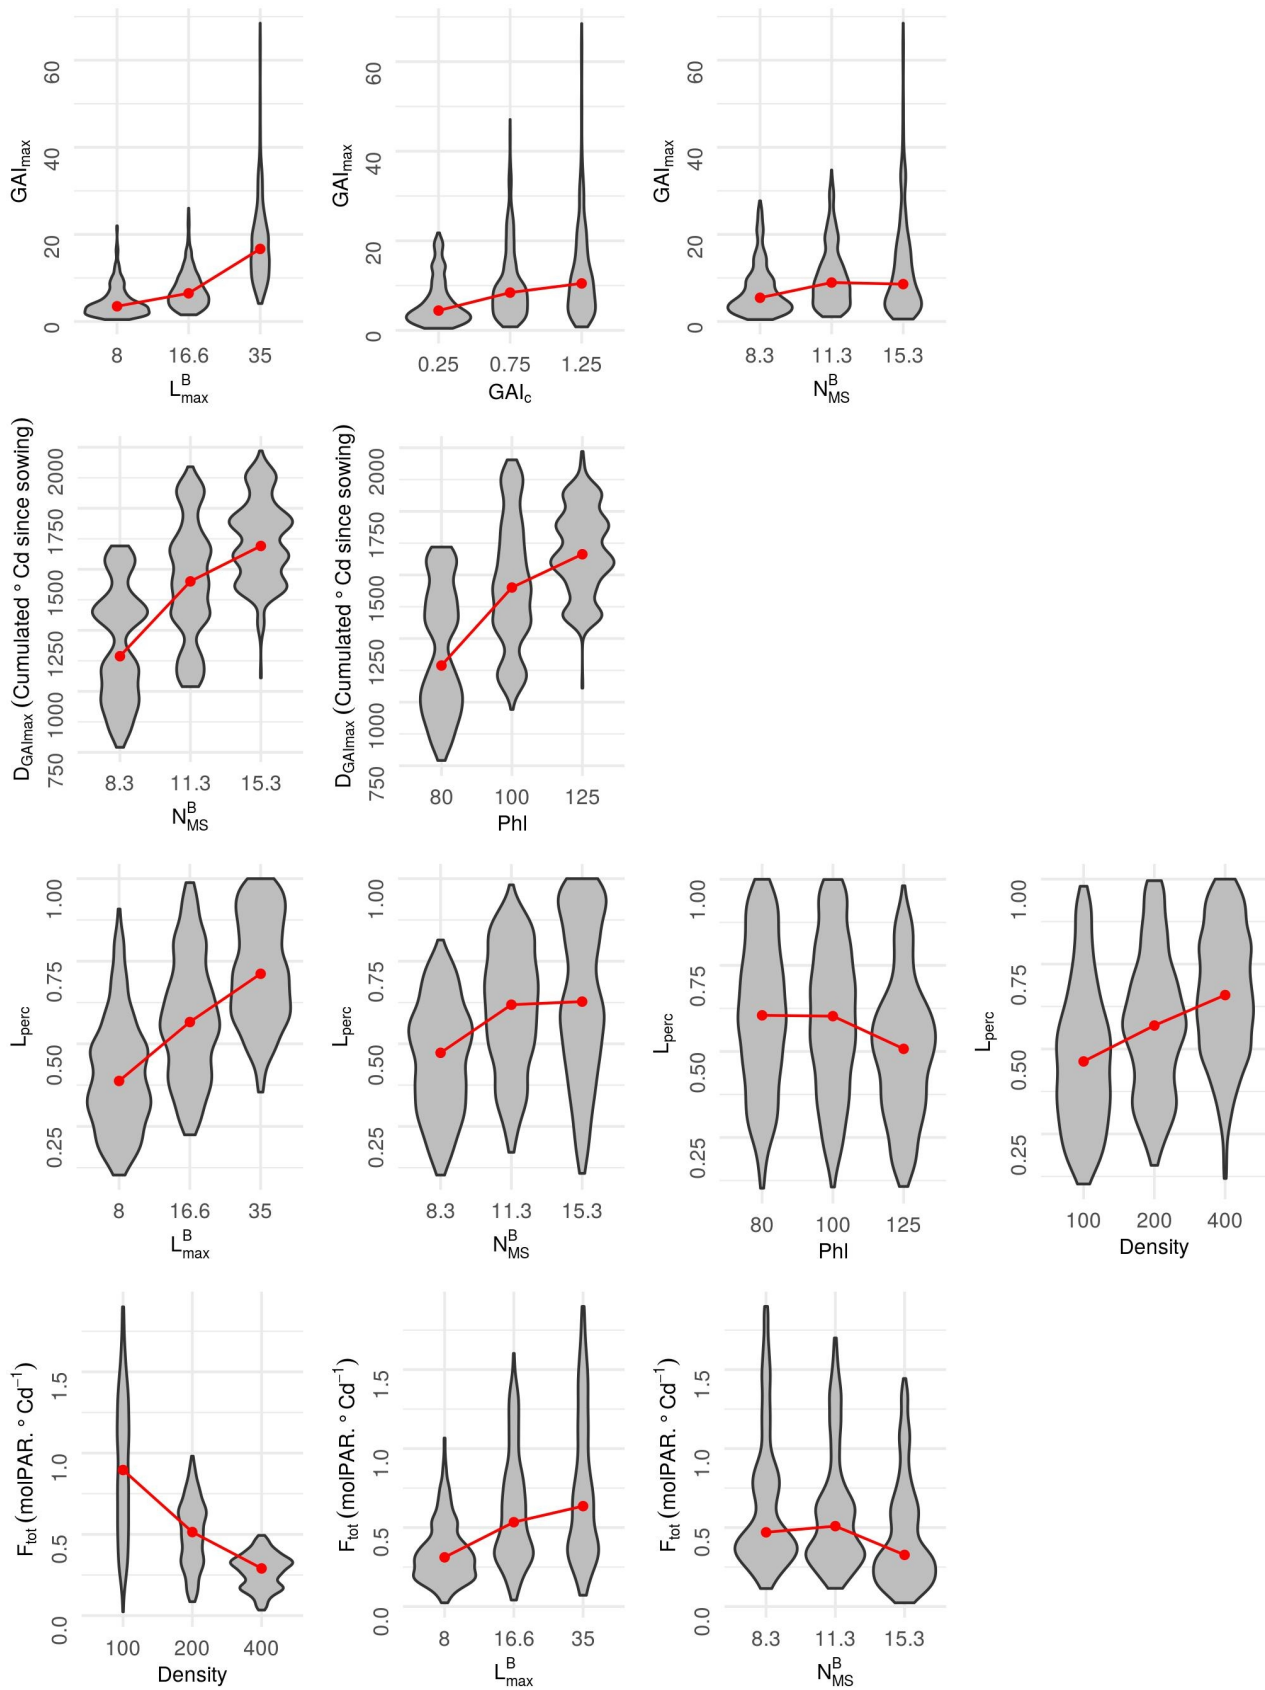 GAImax
60
40
20
0
8 16.6 35
L^B_max
GAImax
60
40
20
0
0.25 0.75 1.25
GAIc
GAImax
60
40
20
0
8.3 11.3 15.3
N^B_MS
DGAImax (Cumulated ° Cd since sowing)
2000
1750
1500
1250
1000
750
8.3 11.3 15.3
N^B_MS
DGAImax (Cumulated ° Cd since sowing)
2000
1750
1500
1250
1000
750
80 100 125
Phl
Lperc
1.00
0.75
0.50
0.25
8 16.6 35
L^B_max
Lperc
1.00
0.75
0.50
0.25
8.3 11.3 15.3
N^B_MS
Lperc
1.00
0.75
0.50
0.25
80 100 125
Phl
Lperc
1.00
0.75
0.50
0.25
100 200 400
Density
Ftot (molPAR. ° Cd⁻¹)
1.5
1.0
0.5
0.0
100 200 400
Density
Ftot (molPAR. ° Cd⁻¹)
1.5
1.0
0.5
0.0
8 16.6 35
L^B_max
Ftot (molPAR. ° Cd⁻¹)
1.5
1.0
0.5
0.0
8.3 11.3 15.3
N^B_MS